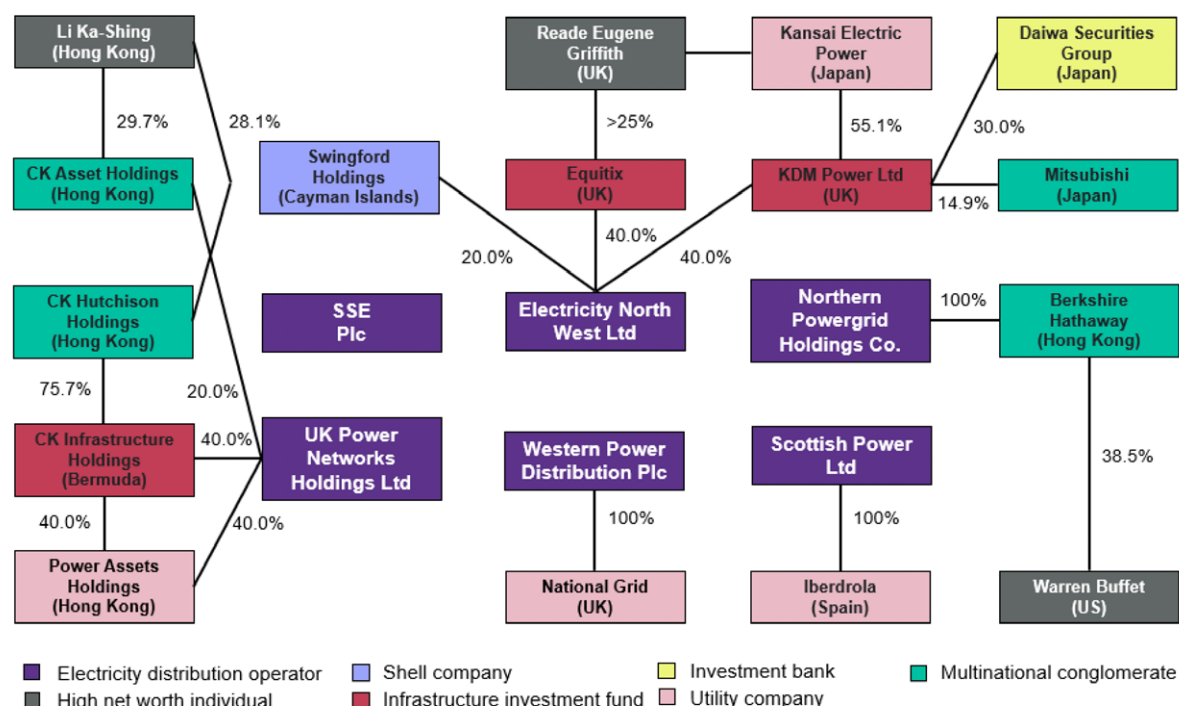 Li Ka-Shing
(Hong Kong)
Reade Eugene
Griffith
(UK)
Kansai Electric
Power
(Japan)
Daiwa Securities
Group
(Japan)
29.7%
28.1%
>25%
55.1%
30.0%
CK Asset Holdings
(Hong Kong)
Swingford
Holdings
(Cayman Islands)
Equitix
(UK)
KDM Power Ltd
(UK)
Mitsubishi
(Japan)
14.9%
20.0%
40.0%
40.0%
CK Hutchison
Holdings
(Hong Kong)
SSE
Plc
Electricity North
West Ltd
Northern
Powergrid
Holdings Co.
100%
Berkshire
Hathaway
(Hong Kong)
75.7%
20.0%
CK Infrastructure
Holdings
(Bermuda)
40.0%
UK Power
Networks
Holdings Ltd
Western Power
Distribution Plc
Scottish Power
Ltd
38.5%
40.0%
40.0%
100%
100%
Power Assets
Holdings
(Hong Kong)
National Grid
(UK)
Iberdrola
(Spain)
Warren Buffet
(US)
Electricity distribution operator
Shell company
Investment bank
Multinational conglomerate
High net worth individual
Infrastructure investment fund
Utility company